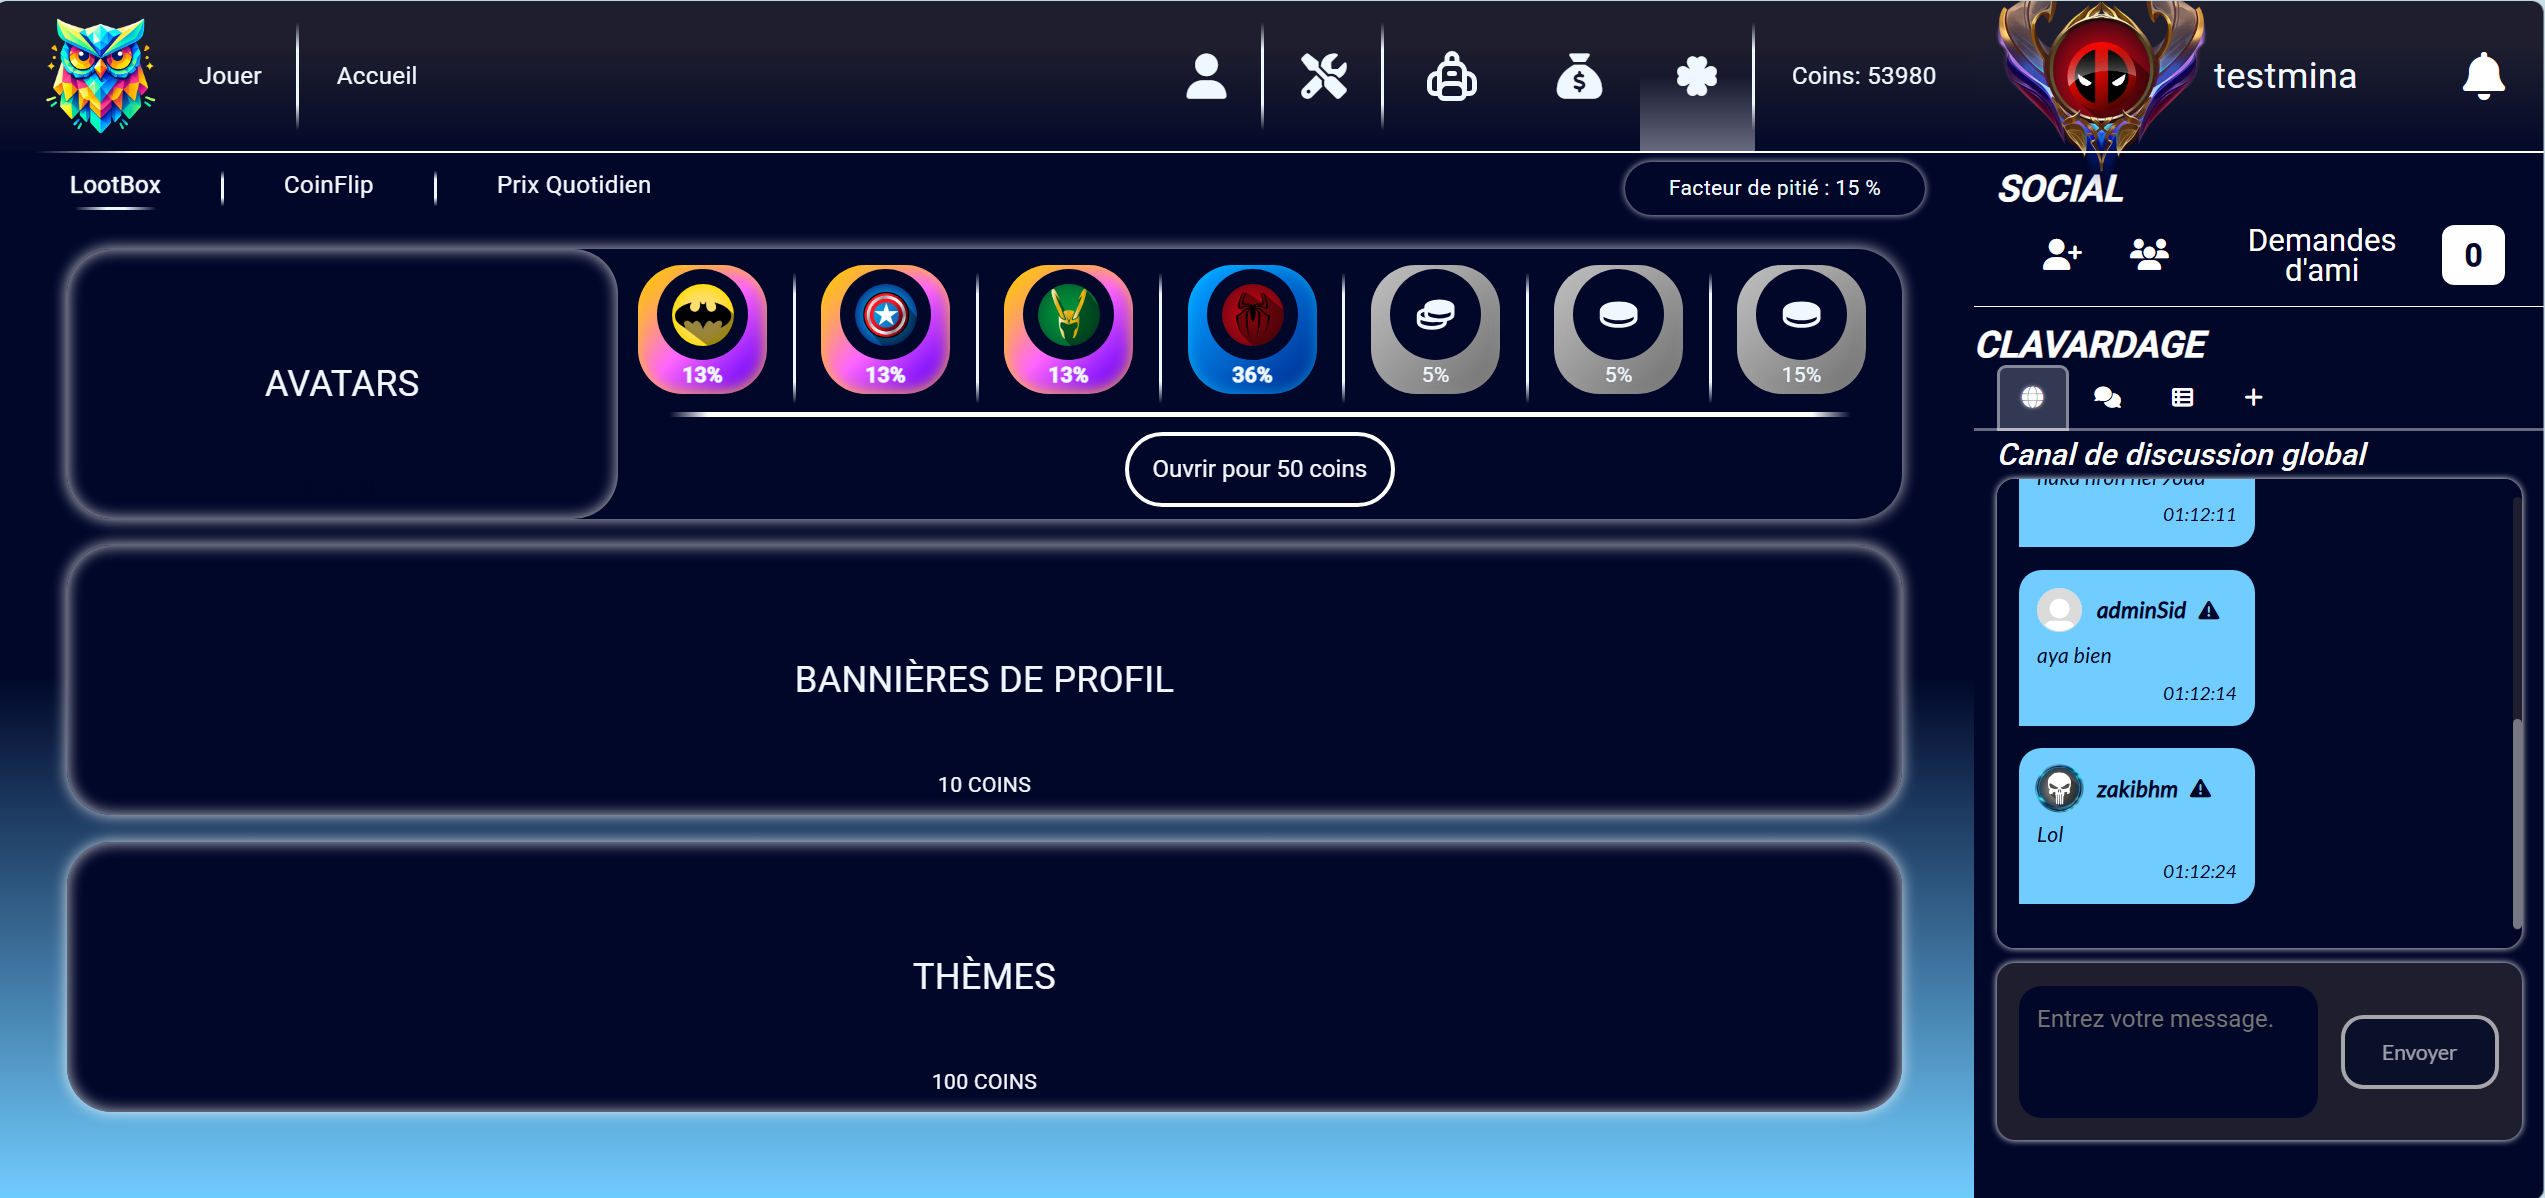 Jouer
Accueil
Coins: 53980
testmina
LootBox
CoinFlip
Prix Quotidien
Facteur de pitié : 15 %
AVATARS
13%
13%
13%
36%
5%
5%
15%
Ouvrir pour 50 coins
BANNIÈRES DE PROFIL
10 COINS
THÈMES
100 COINS
SOCIAL
Demandes
d'ami
0
CLAVARDAGE
Canal de discussion global
01:12:11
adminSid
aya bien
01:12:14
zakibhm
Lol
01:12:24
Entrez votre message.
Envoyer